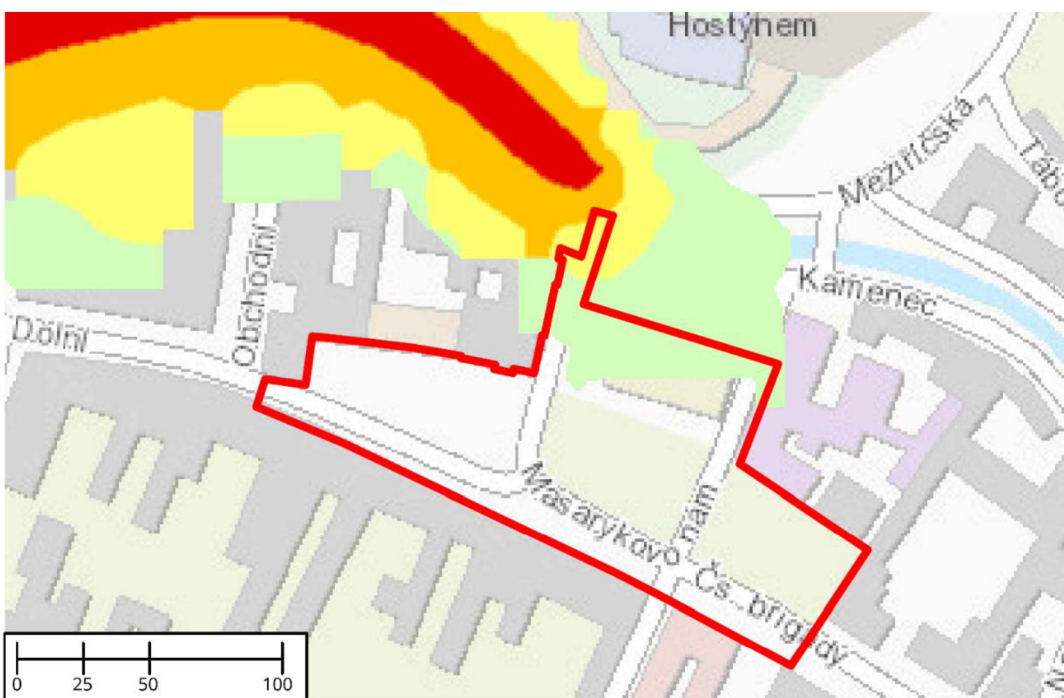 Hostýnem
Meziříčská
Tábo
Kamenec
Obchodní
Dolní
Masarykovo nám
Čs. brigády
0 25 50 100